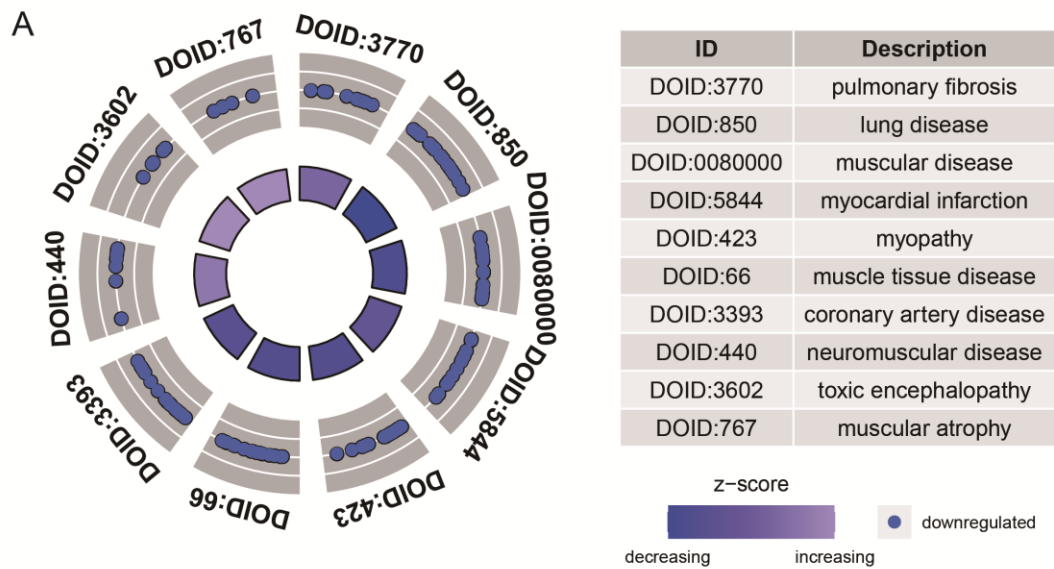 A
DOID:767
DOID:3770
DOID:850
DOID:0080000
DOID:5844
DOID:423
DOID:66
DOID:3393
DOID:440
DOID:3602
ID Description
DOID:3770 pulmonary fibrosis
DOID:850 lung disease
DOID:0080000 muscular disease
DOID:5844 myocardial infarction
DOID:423 myopathy
DOID:66 muscle tissue disease
DOID:3393 coronary artery disease
DOID:440 neuromuscular disease
DOID:3602 toxic encephalopathy
DOID:767 muscular atrophy
z-score
downregulated
decreasing increasing